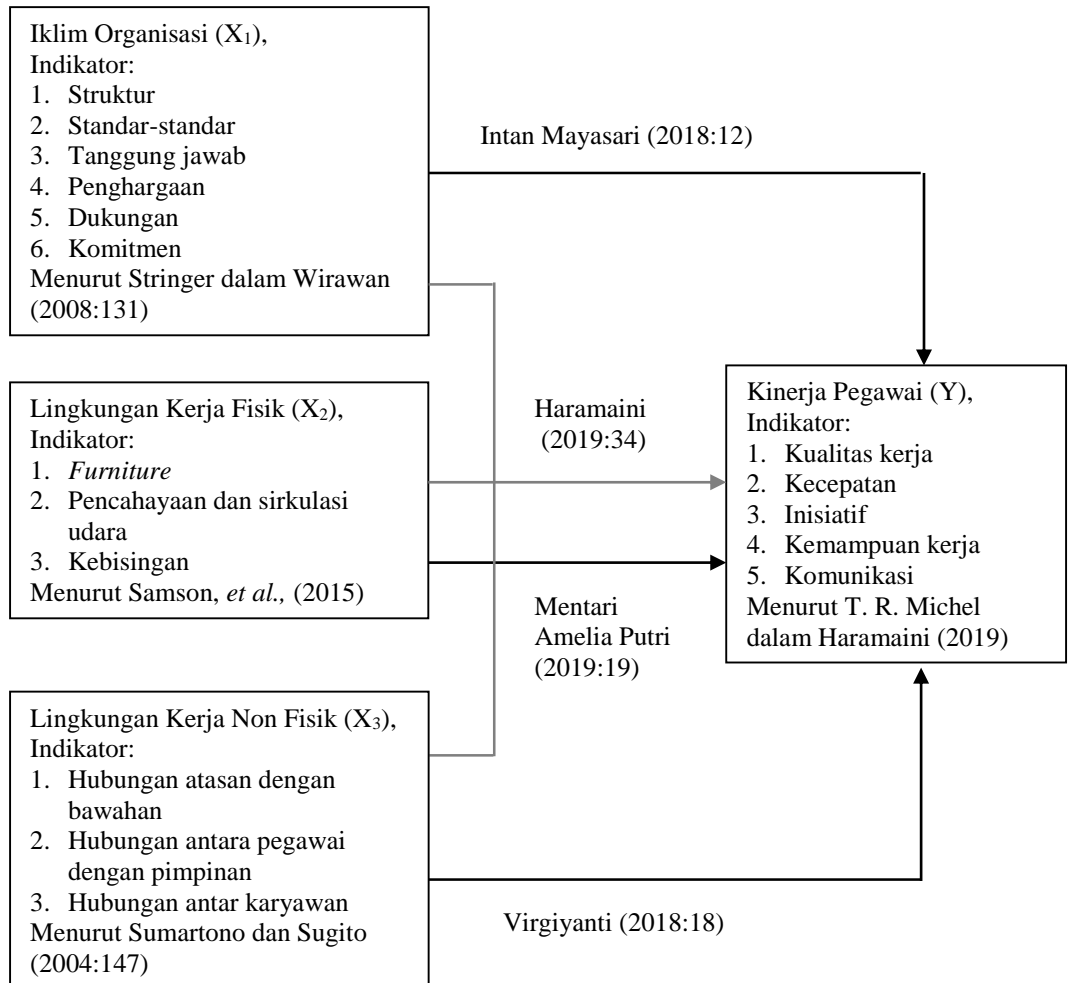 Iklim Organisasi (X₁),
Indikator:
1. Struktur
2. Standar-standar
3. Tanggung jawab
4. Penghargaan
5. Dukungan
6. Komitmen
Menurut Stringer dalam Wirawan
(2008:131)
Intan Mayasari (2018:12)
Lingkungan Kerja Fisik (X₂),
Indikator:
1. Furniture
2. Pencahayaan dan sirkulasi
udara
3. Kebisingan
Menurut Samson, et al., (2015)
Haramaini
(2019:34)
Mentari
Amelia Putri
(2019:19)
Kinerja Pegawai (Y),
Indikator:
1. Kualitas kerja
2. Kecepatan
3. Inisiatif
4. Kemampuan kerja
5. Komunikasi
Menurut T. R. Michel
dalam Haramaini (2019)
Lingkungan Kerja Non Fisik (X₃),
Indikator:
1. Hubungan atasan dengan
bawahan
2. Hubungan antara pegawai
dengan pimpinan
3. Hubungan antar karyawan
Menurut Sumartono dan Sugito
(2004:147)
Virgiyanti (2018:18)